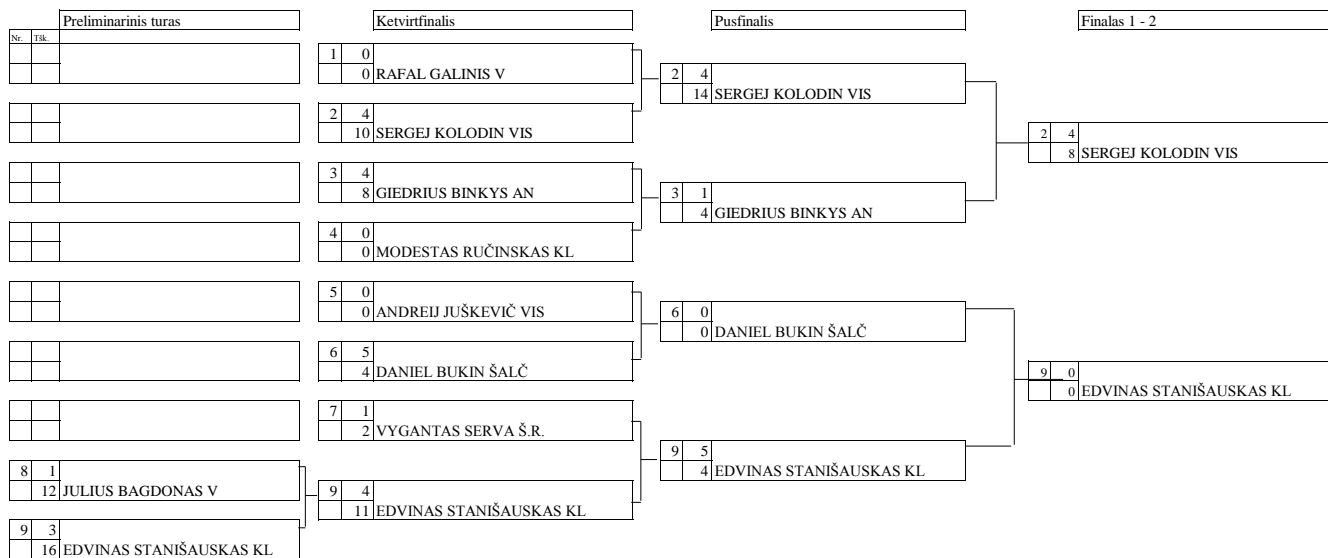 Preliminarinis turas
Nr. Tšk.
8 1
12 JULIUS BAGDONAS V
9 3
16 EDVINAS STANIŠAUSKAS KL
Ketvirtfinalis
1 0
0 RAFAL GALINIS V
2 4
10 SERGEJ KOLODIN VIS
3 4
8 GIEDRIUS BINKYS AN
4 0
0 MODESTAS RUČINSKAS KL
5 0
0 ANDREIJ JUŠKEVIČ VIS
6 5
4 DANIEL BUKIN ŠALČ
7 1
2 VYGANTAS SERVA Š.R.
9 4
11 EDVINAS STANIŠAUSKAS KL
Pusfinalis
2 4
14 SERGEJ KOLODIN VIS
3 1
4 GIEDRIUS BINKYS AN
6 0
0 DANIEL BUKIN ŠALČ
9 5
4 EDVINAS STANIŠAUSKAS KL
Finalas 1 - 2
2 4
8 SERGEJ KOLODIN VIS
9 0
0 EDVINAS STANIŠAUSKAS KL